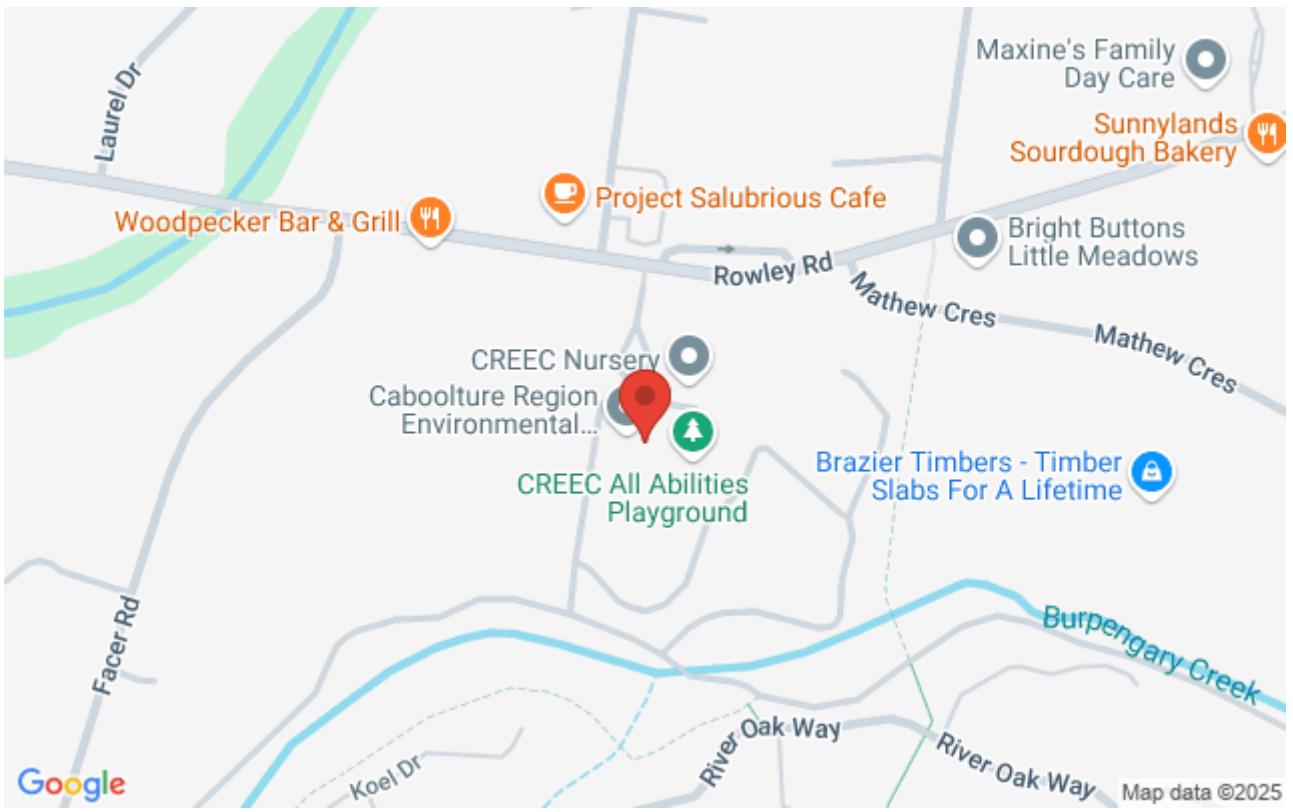 Maxine's Family
Day Care
Laurel Dr
Sunnylands
Sourdough Bakery
Project Salubrious Cafe
Woodpecker Bar & Grill
Bright Buttons
Little Meadows
Rowley Rd
Mathew Cres
Mathew Cres
CREEC Nursery
Caboolture Region
Environmental...
Brazier Timbers - Timber
Slabs For A Lifetime
CREEC All Abilities
Playground
Facer Rd
Burpengary Creek
River Oak Way
River Oak Way
Koel Dr
Google
Map data ©2025